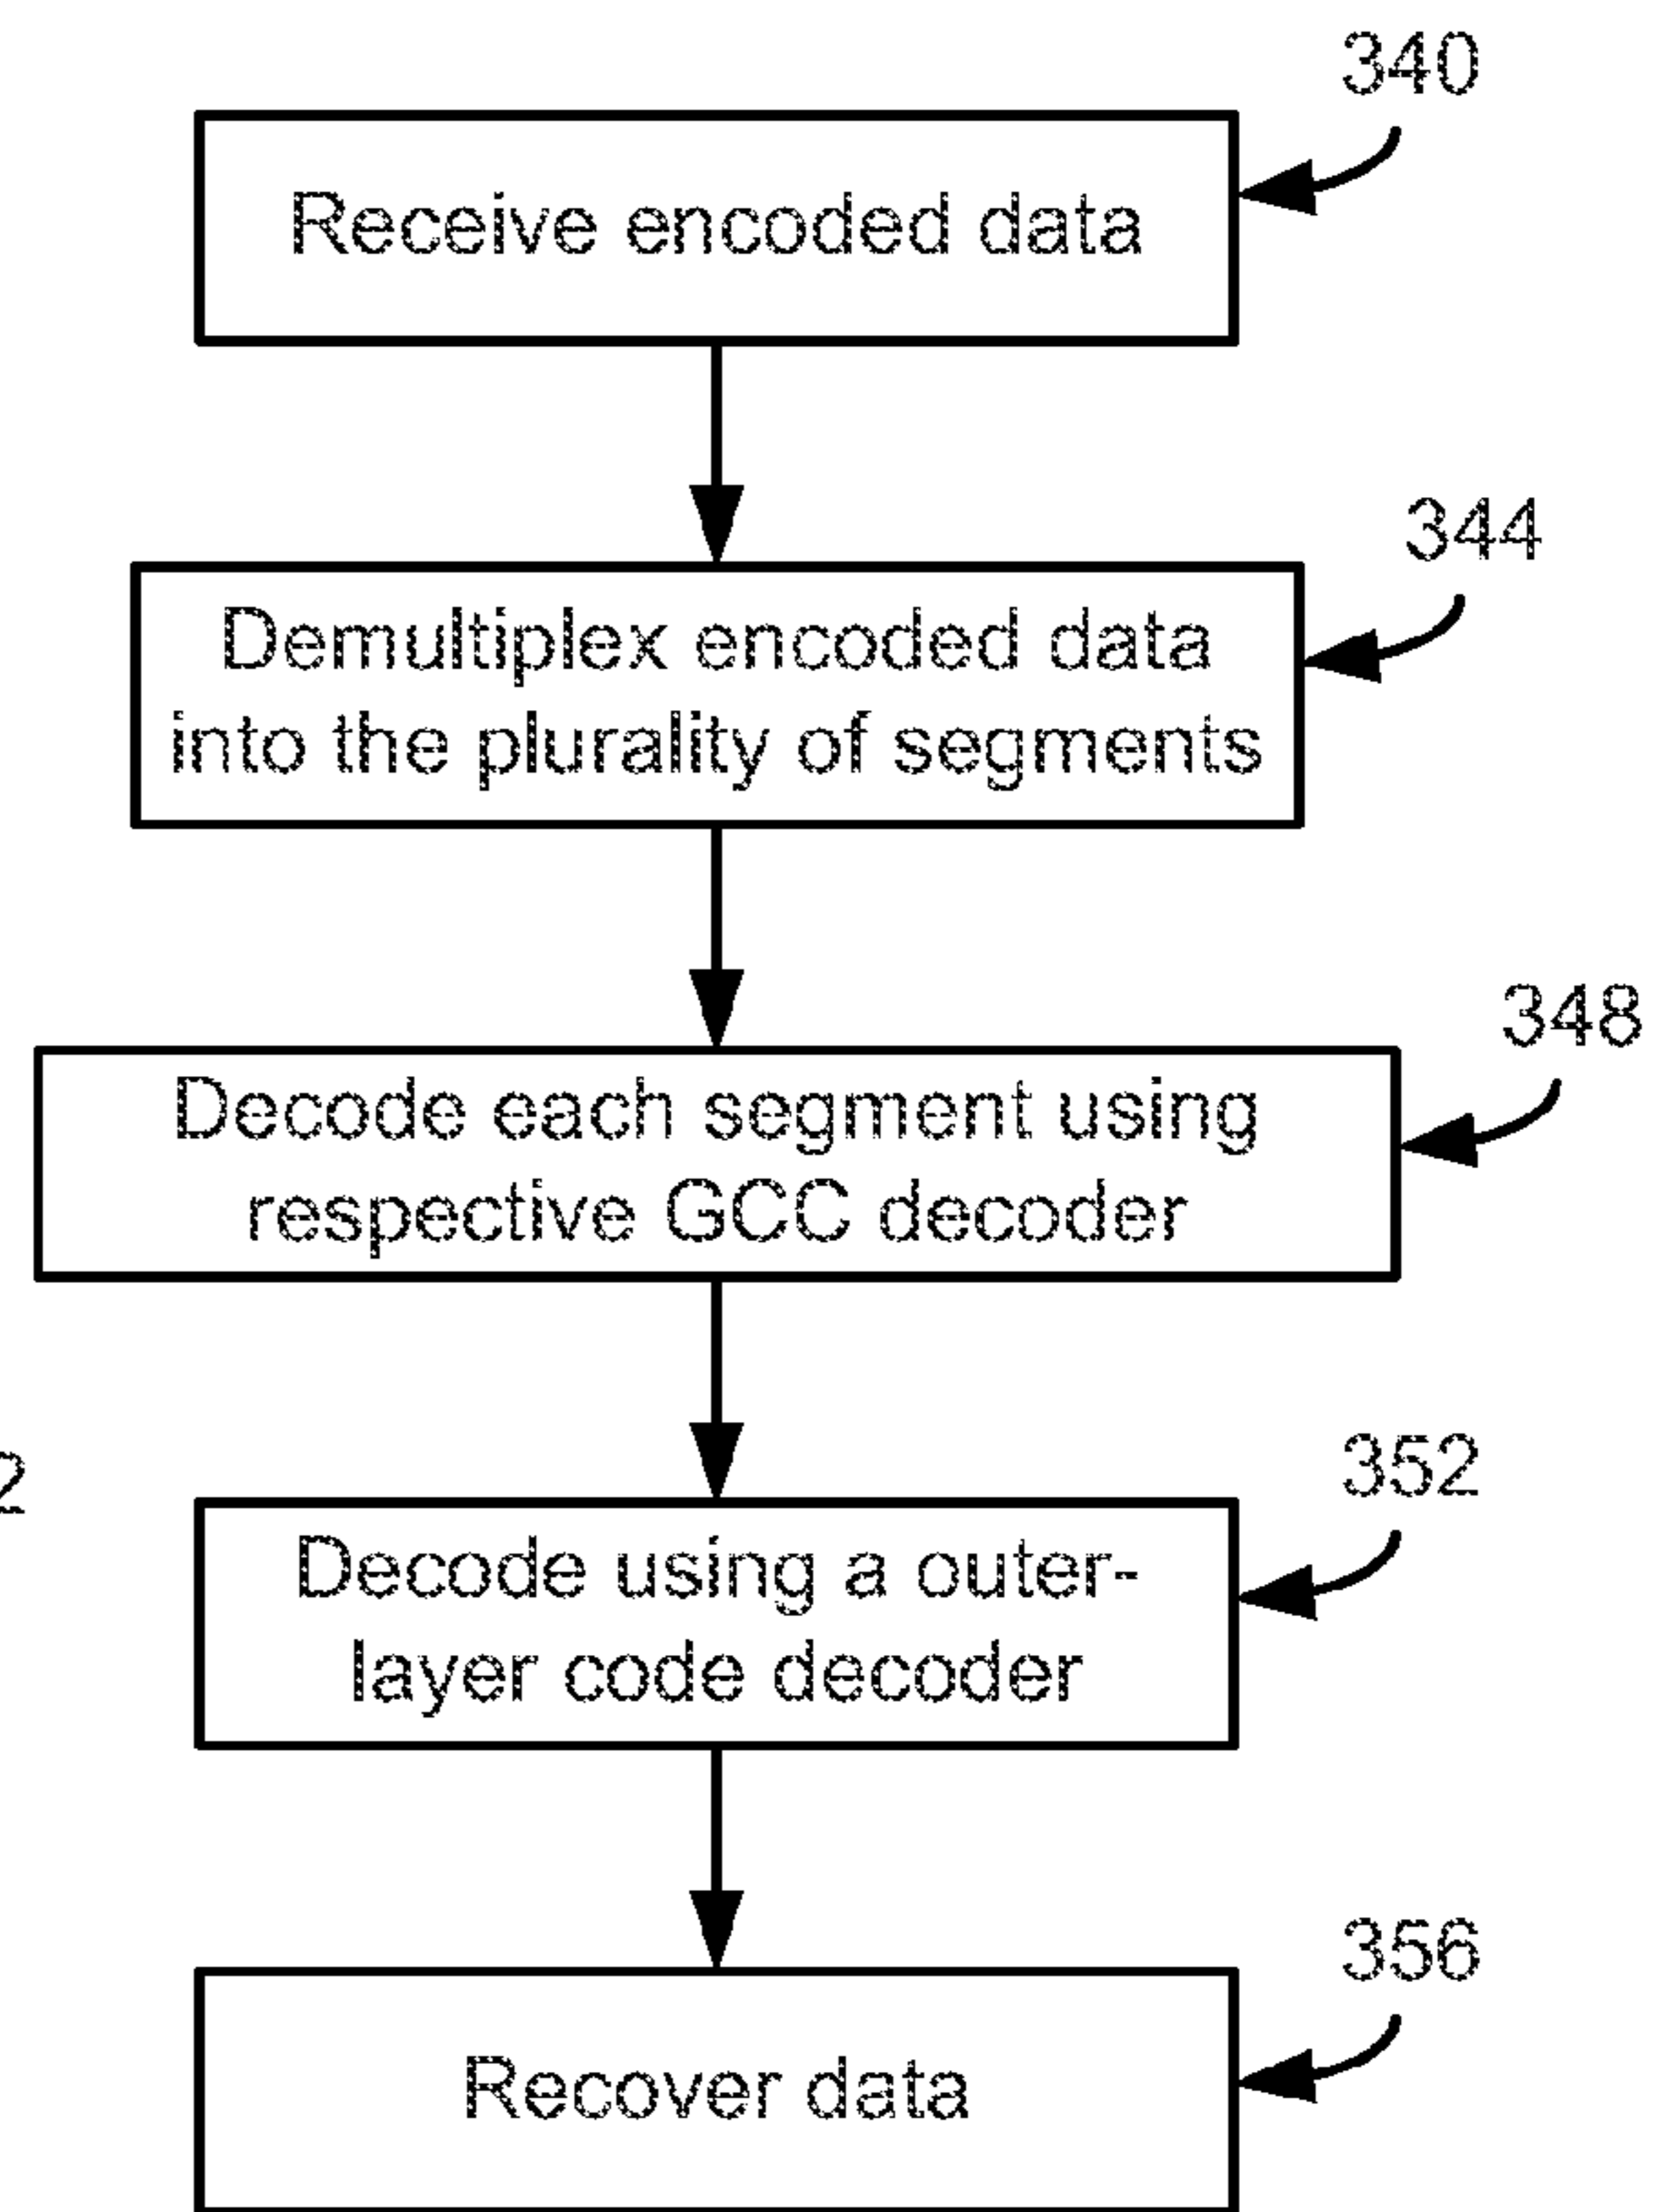 340
Receive encoded data
344
Demultiplex encoded data
into the plurality of segments
348
Decode each segment using
respective GCC decoder
2
352
Decode using a outer-
layer code decoder
356
Recover data